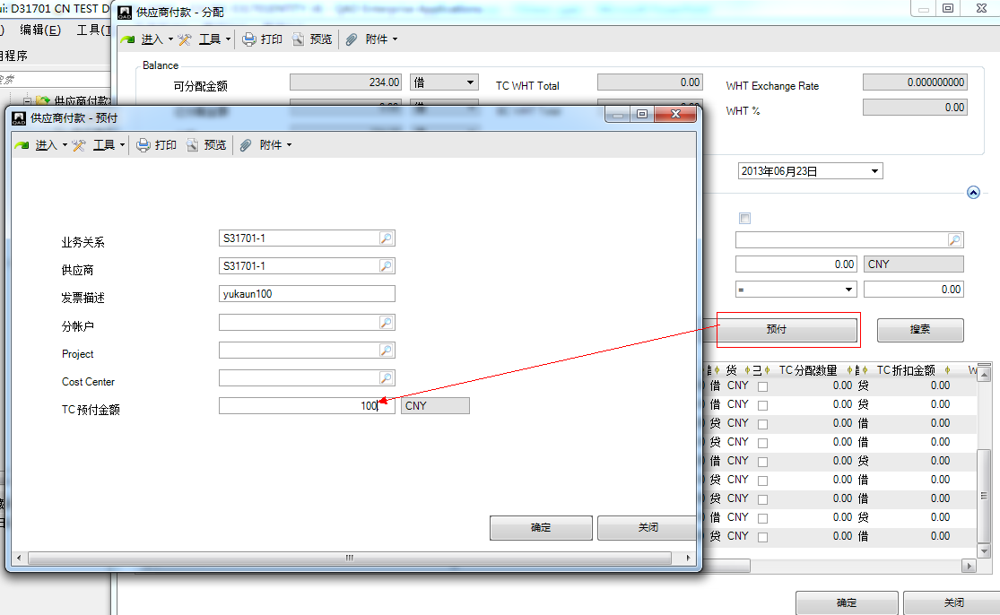 ui: D31701 CN TEST D
编辑(E) 工具(T
用程序
供应商付款
供应商付款 - 分配
进入 工具 打印 预览 附件
Balance
可分配金额 234.00 借 TC WHT Total 0.00 WHT Exchange Rate 0.000000000
WHT % 0.00
2013年06月23日
0.00 CNY
= 0.00
预付 搜索
货 已 TC分配数量 借 TC折扣金额 W
借 CNY 0.00 贷 0.00
贷 CNY 0.00 借 0.00
贷 CNY 0.00 借 0.00
贷 CNY 0.00 借 0.00
借 CNY 0.00 贷 0.00
贷 CNY 0.00 借 0.00
贷 CNY 0.00 借 0.00
借 CNY 0.00 贷 0.00
贷 CNY 0.00 借 0.00
确定 关闭
供应商付款 - 预付
进入 工具 打印 预览 附件
业务关系 S31701-1
供应商 S31701-1
发票描述 yukaun100
分帐户
Project
Cost Center
TC预付金额 100 CNY
确定 关闭